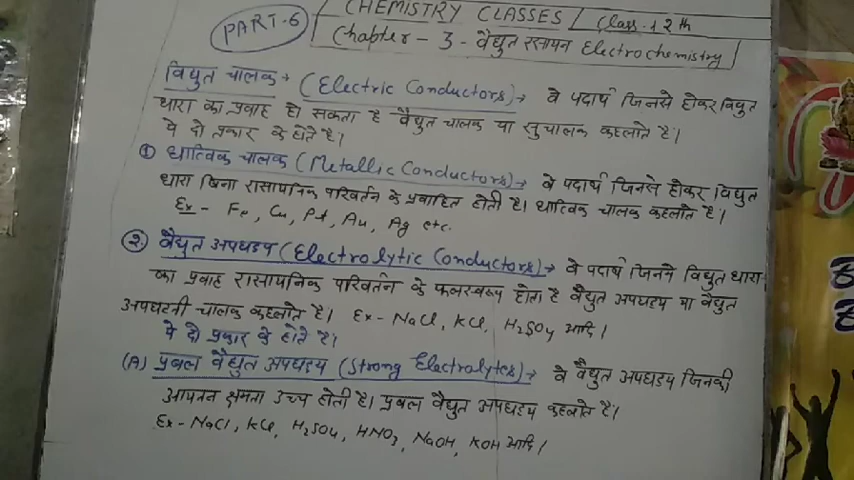 CHEMISTRY CLASSES Class-12th
PART-6
Chapter-3-वैद्युत रसायन Electrochemistry
विद्युत चालक → (Electric Conductors) → वे पदार्थ जिनसे होकर विद्युत
धारा का प्रवाह हो सकता है वैद्युत चालक या सुचालक कहलाते है।
ये दो प्रकार के होते है।
① धात्विक चालक (Metallic Conductors) → वे पदार्थ जिनसे होकर विद्युत
धारा बिना रासायनिक परिवर्तन के प्रवाहित होती है। धात्विक चालक कहलाते है।
Ex - Fe, Cu, Pt, Au, Ag etc.
② वैद्युत अपघट्य (Electrolytic Conductors) → वे पदार्थ जिनमे विद्युत धारा
का प्रवाह रासायनिक परिवर्तन के फलस्वरूप होता है वैद्युत अपघट्य या वैद्युत
अपघटनी चालक कहलाते है। Ex - NaCl, KCl, H₂SO₄ आदि।
ये दो प्रकार के होते है।
(A) प्रबल वैद्युत अपघट्य (Strong Electrolytes) → वे वैद्युत अपघट्य जिनकी
आयनन क्षमता उच्च होती है। प्रबल वैद्युत अपघट्य कहलाते है।
Ex - NaCl, KCl, H₂SO₄, HNO₃, NaOH, KOH आदि।